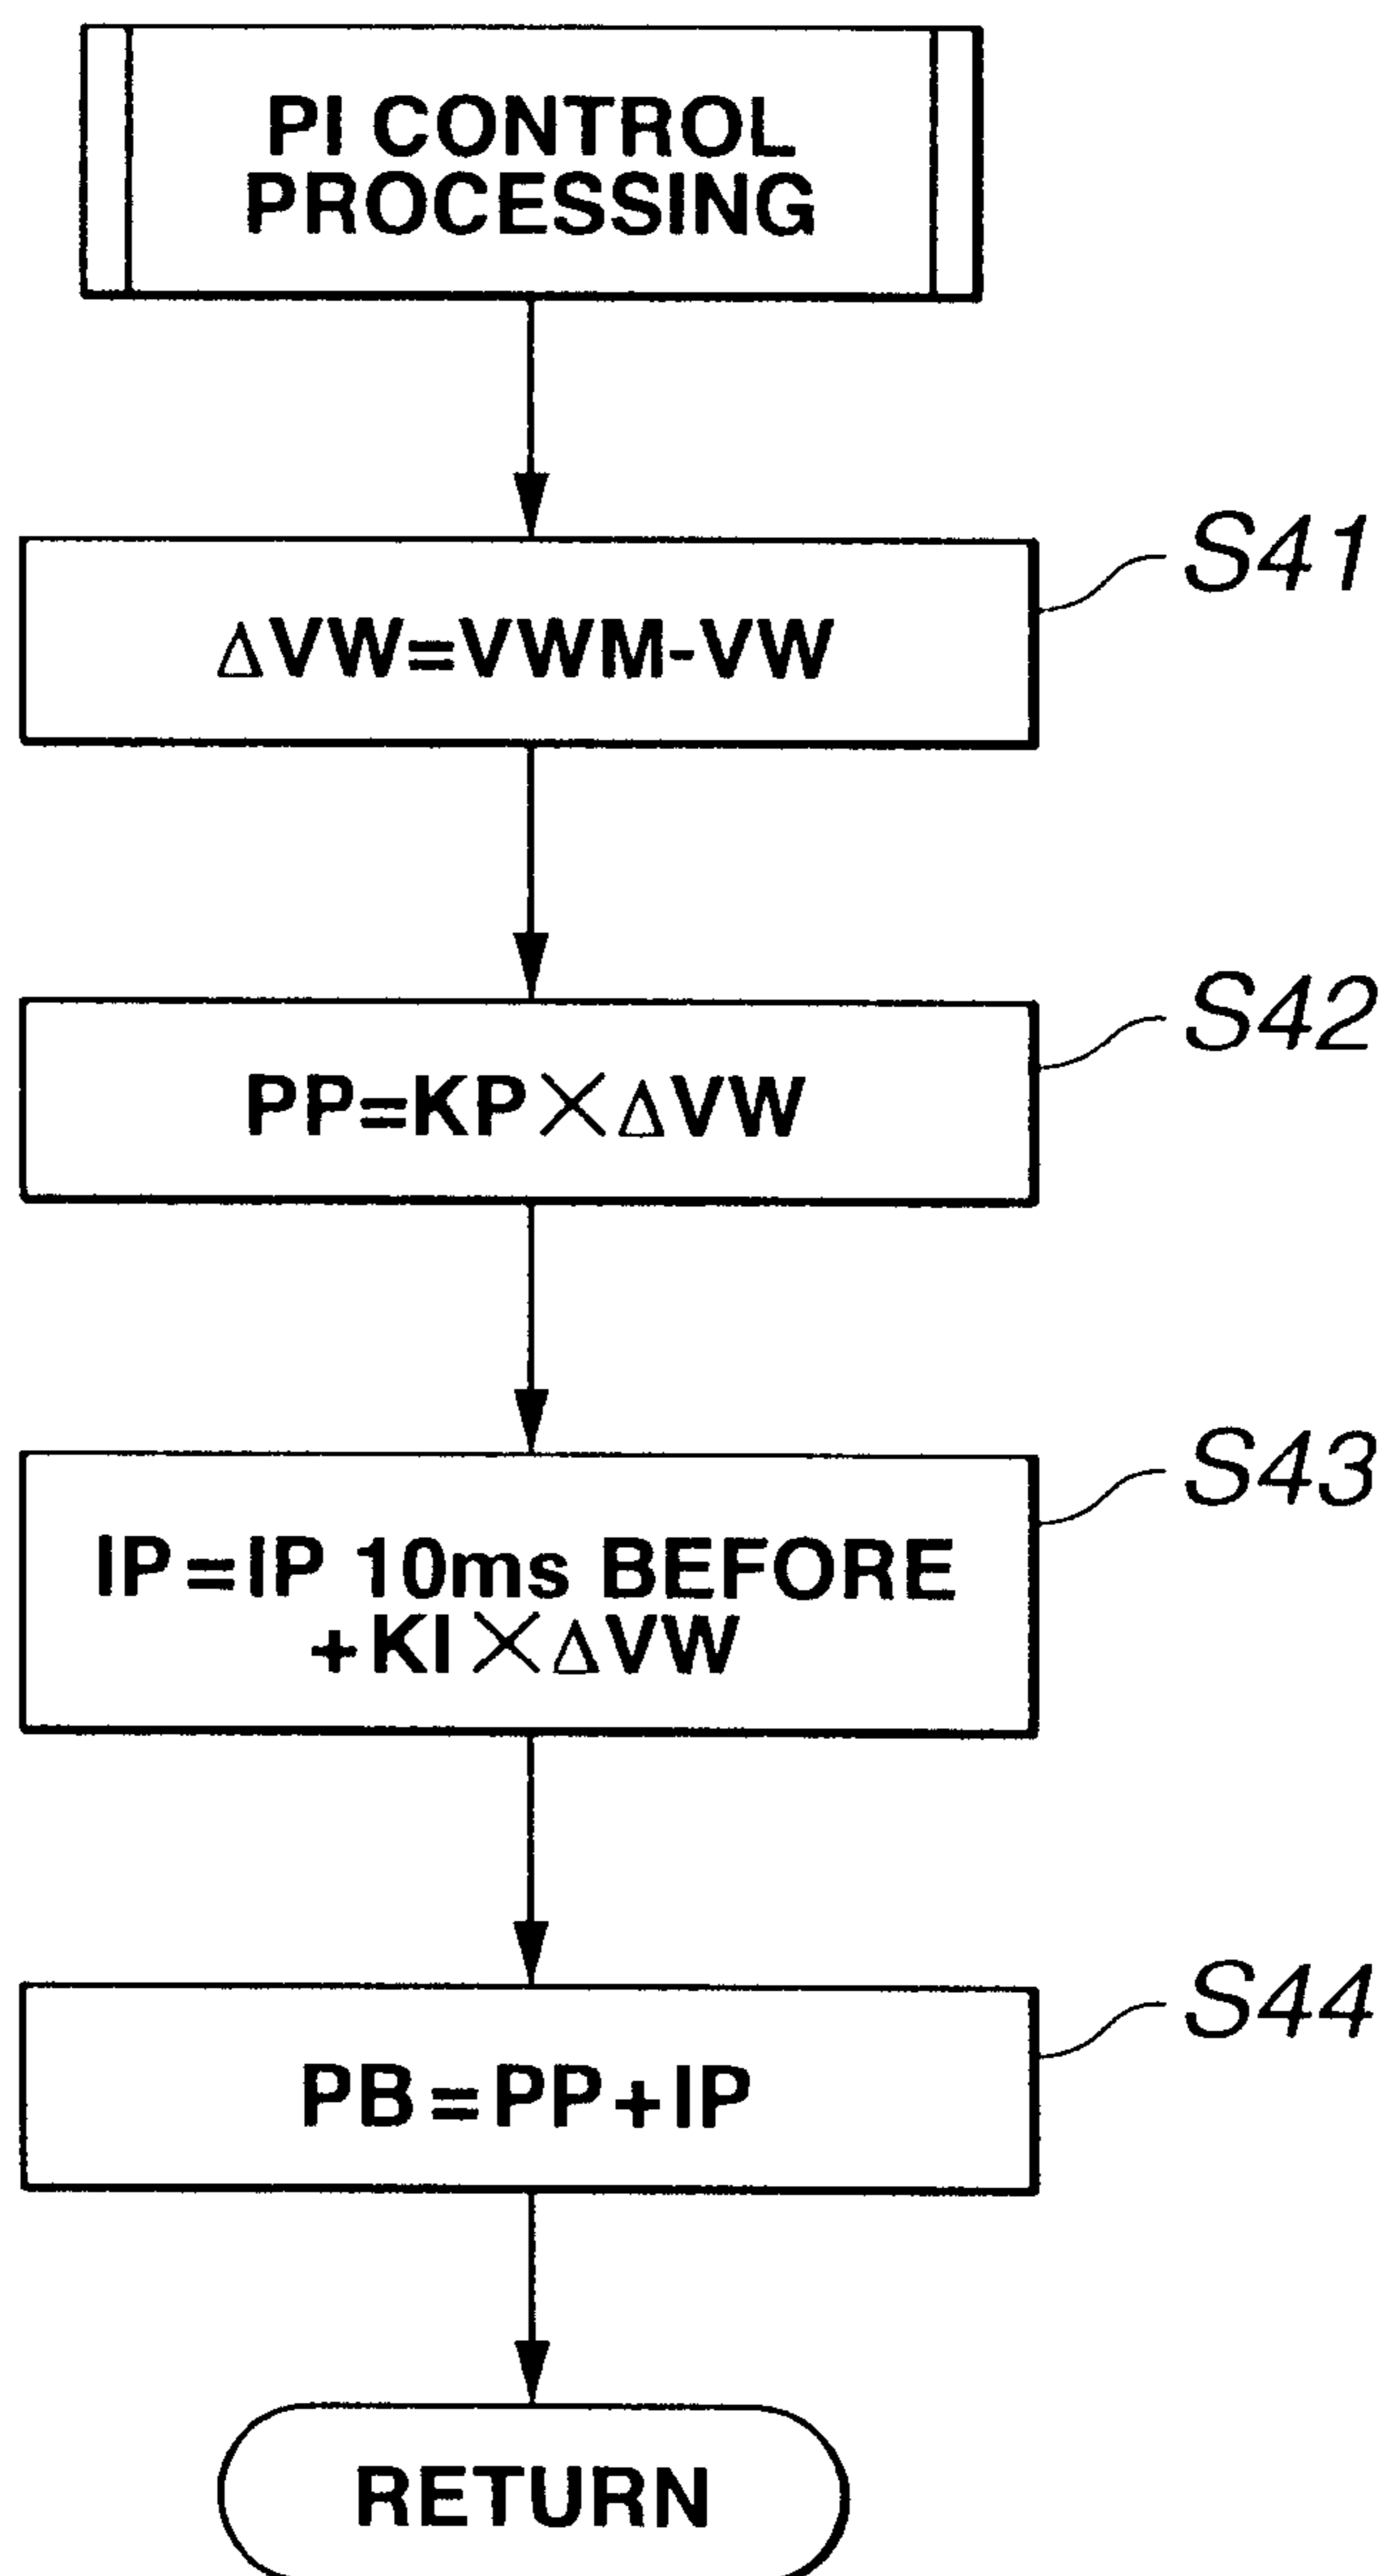 PI CONTROL
PROCESSING
S41
ΔVW=VWM-VW
S42
PP=KP×ΔVW
S43
IP=IP 10ms BEFORE
+KI×ΔVW
S44
PB=PP+IP
RETURN